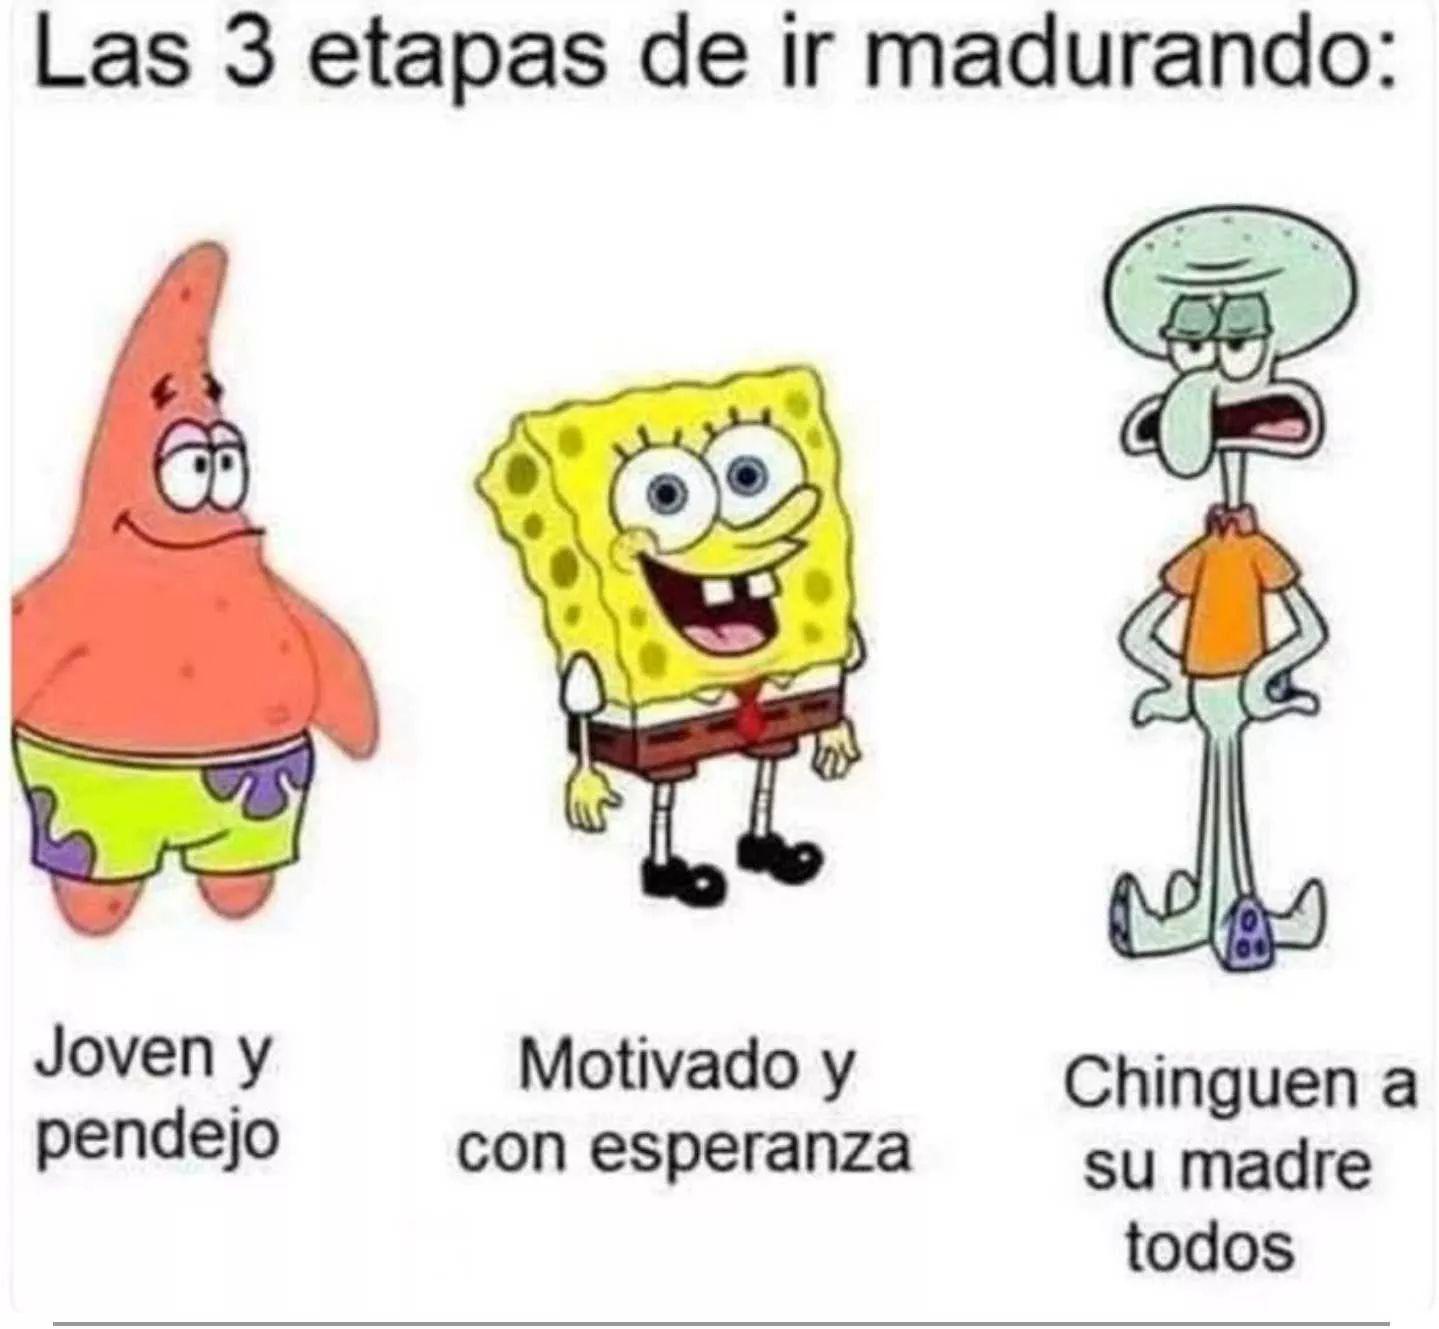 Las 3 etapas de ir madurando:
Joven y
pendejo
Motivado y
con esperanza
Chinguen a
su madre
todos